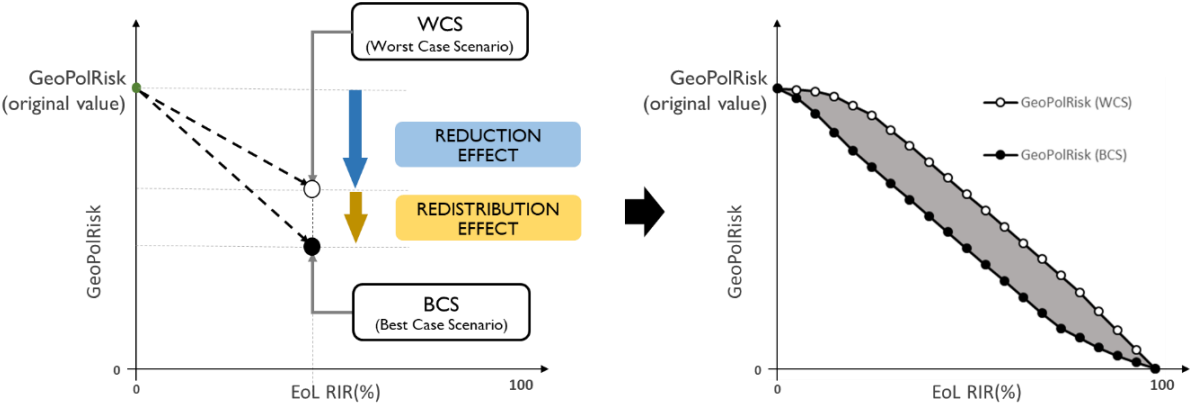 WCS
(Worst Case Scenario)
GeoPolRisk
(original value)
REDUCTION
EFFECT
REDISTRIBUTION
EFFECT
GeoPolRisk
BCS
(Best Case Scenario)
0
0
100
EoL RIR(%)
GeoPolRisk
(original value)
GeoPolRisk (WCS)
GeoPolRisk (BCS)
GeoPolRisk
0
0
100
EoL RIR(%)